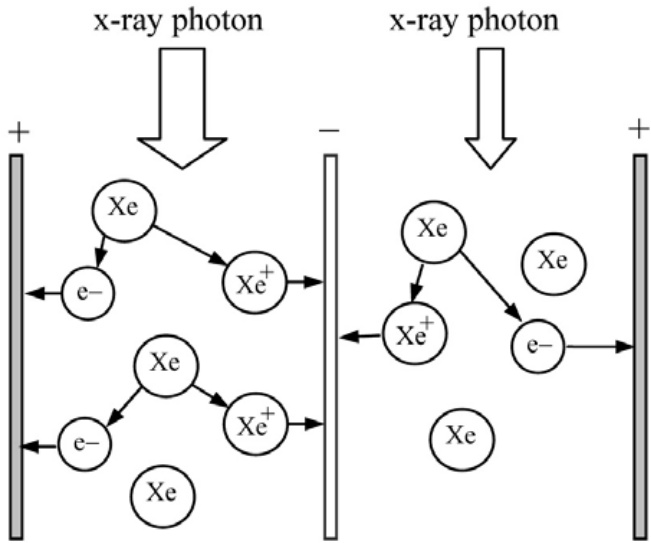 x-ray photon x-ray photon
+ − +
Xe Xe
Xe
e− Xe+ Xe+ e−
Xe
e− Xe+ Xe
Xe